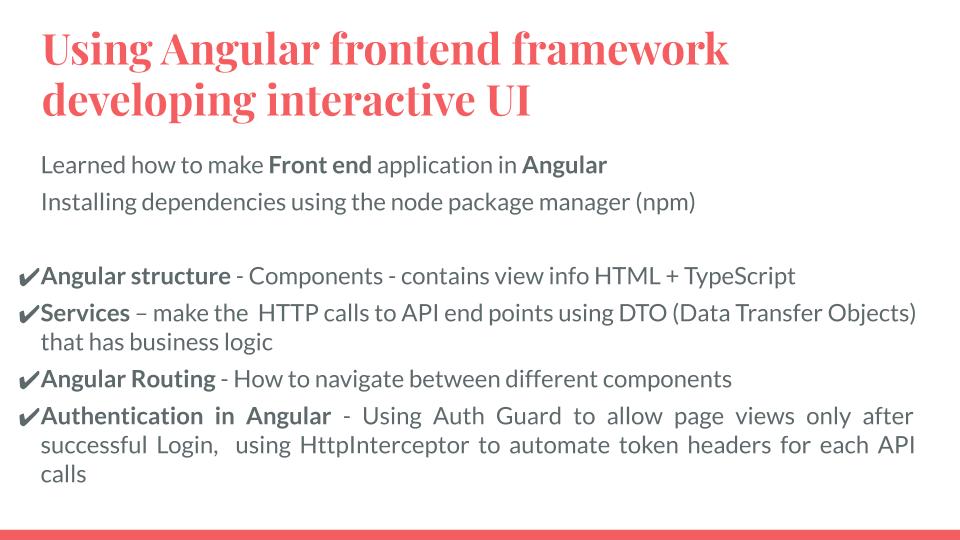 Using Angular frontend framework
developing interactive UI
Learned how to make Front end application in Angular
Installing dependencies using the node package manager (npm)
✔Angular structure - Components - contains view info HTML + TypeScript
✔Services – make the  HTTP calls to API end points using DTO (Data Transfer Objects)
that has business logic
✔Angular Routing - How to navigate between different components
✔Authentication in Angular - Using Auth Guard to allow page views only after
successful Login,  using HttpInterceptor to automate token headers for each API
calls